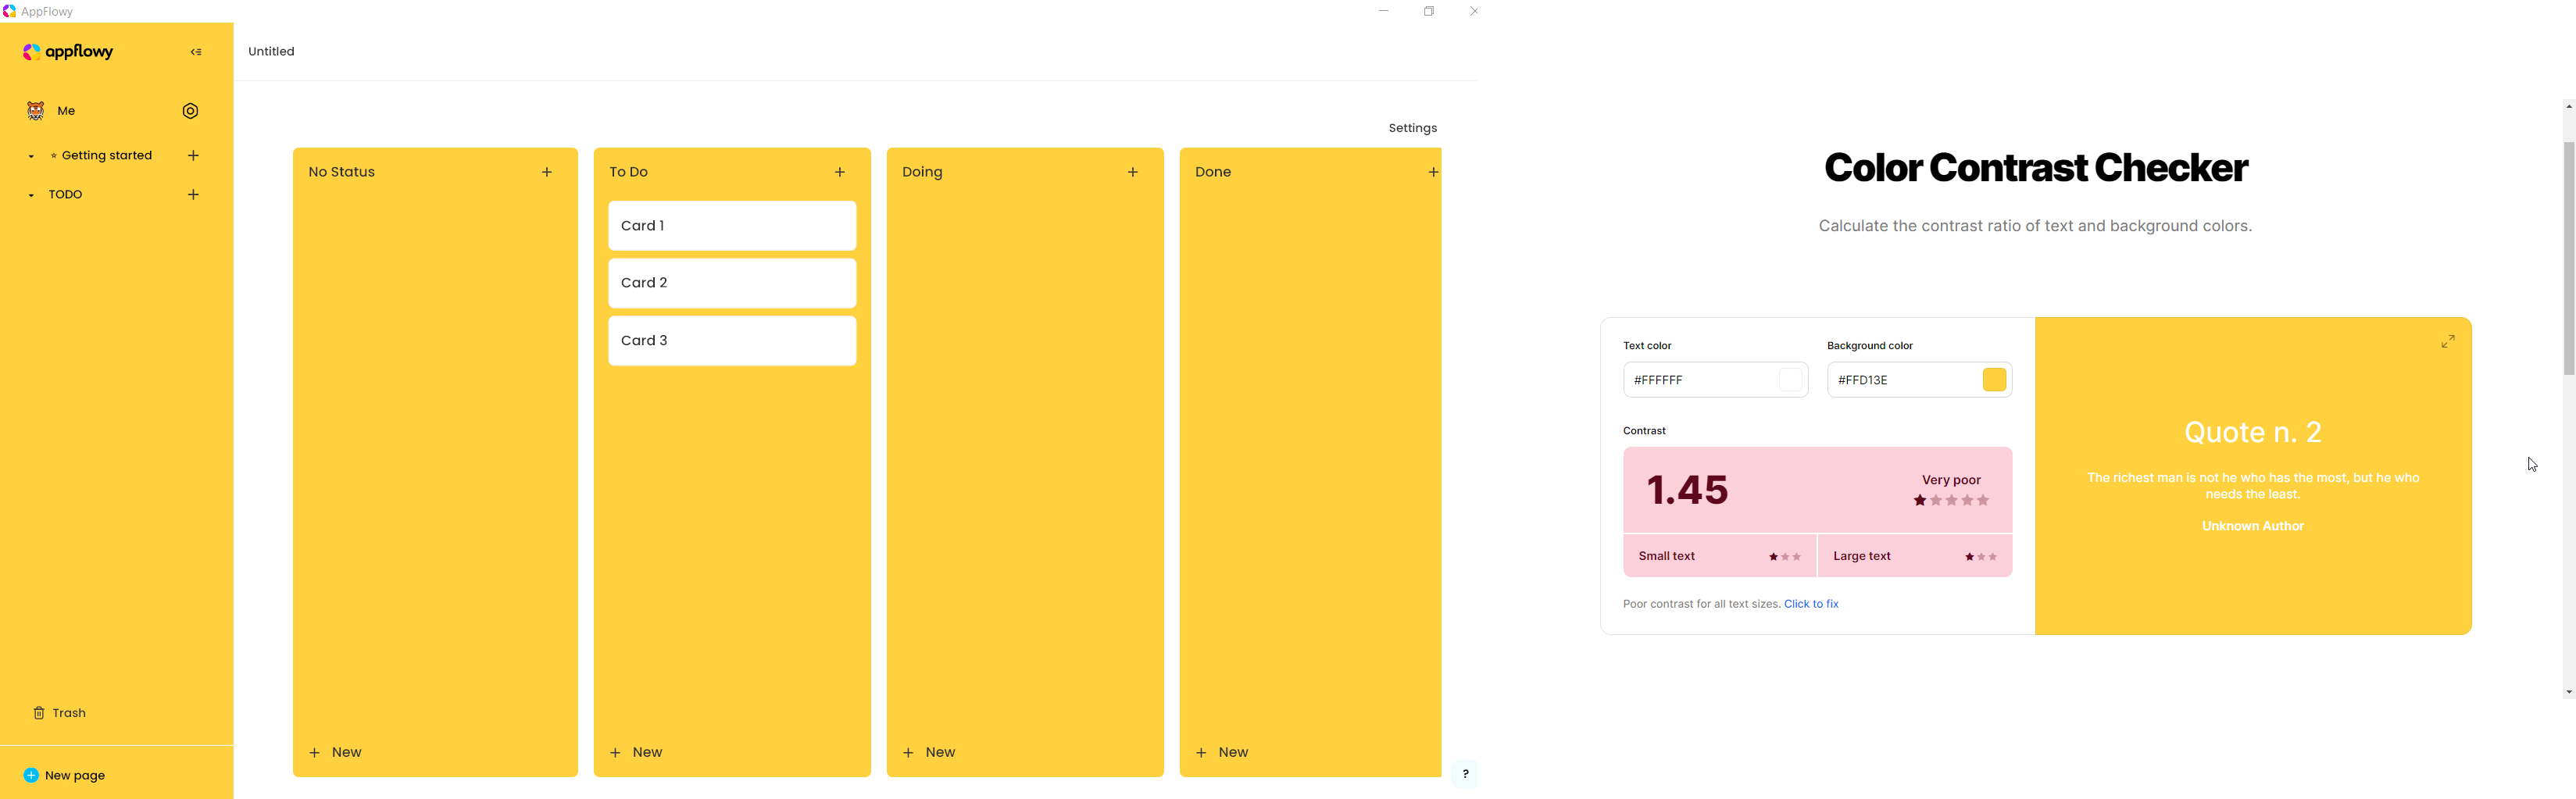 AppFlowy
appflowy
Me
Getting started
TODO
Trash
New page
Untitled
Settings
No Status
New
To Do
Card 1
Card 2
Card 3
New
Doing
New
Done
New
?
Color Contrast Checker
Calculate the contrast ratio of text and background colors.
Text color
#FFFFFF
Background color
#FFD13E
Contrast
1.45
Very poor
Small text
Large text
Poor contrast for all text sizes. Click to fix
Quote n. 2
The richest man is not he who has the most, but he who
needs the least.
Unknown Author